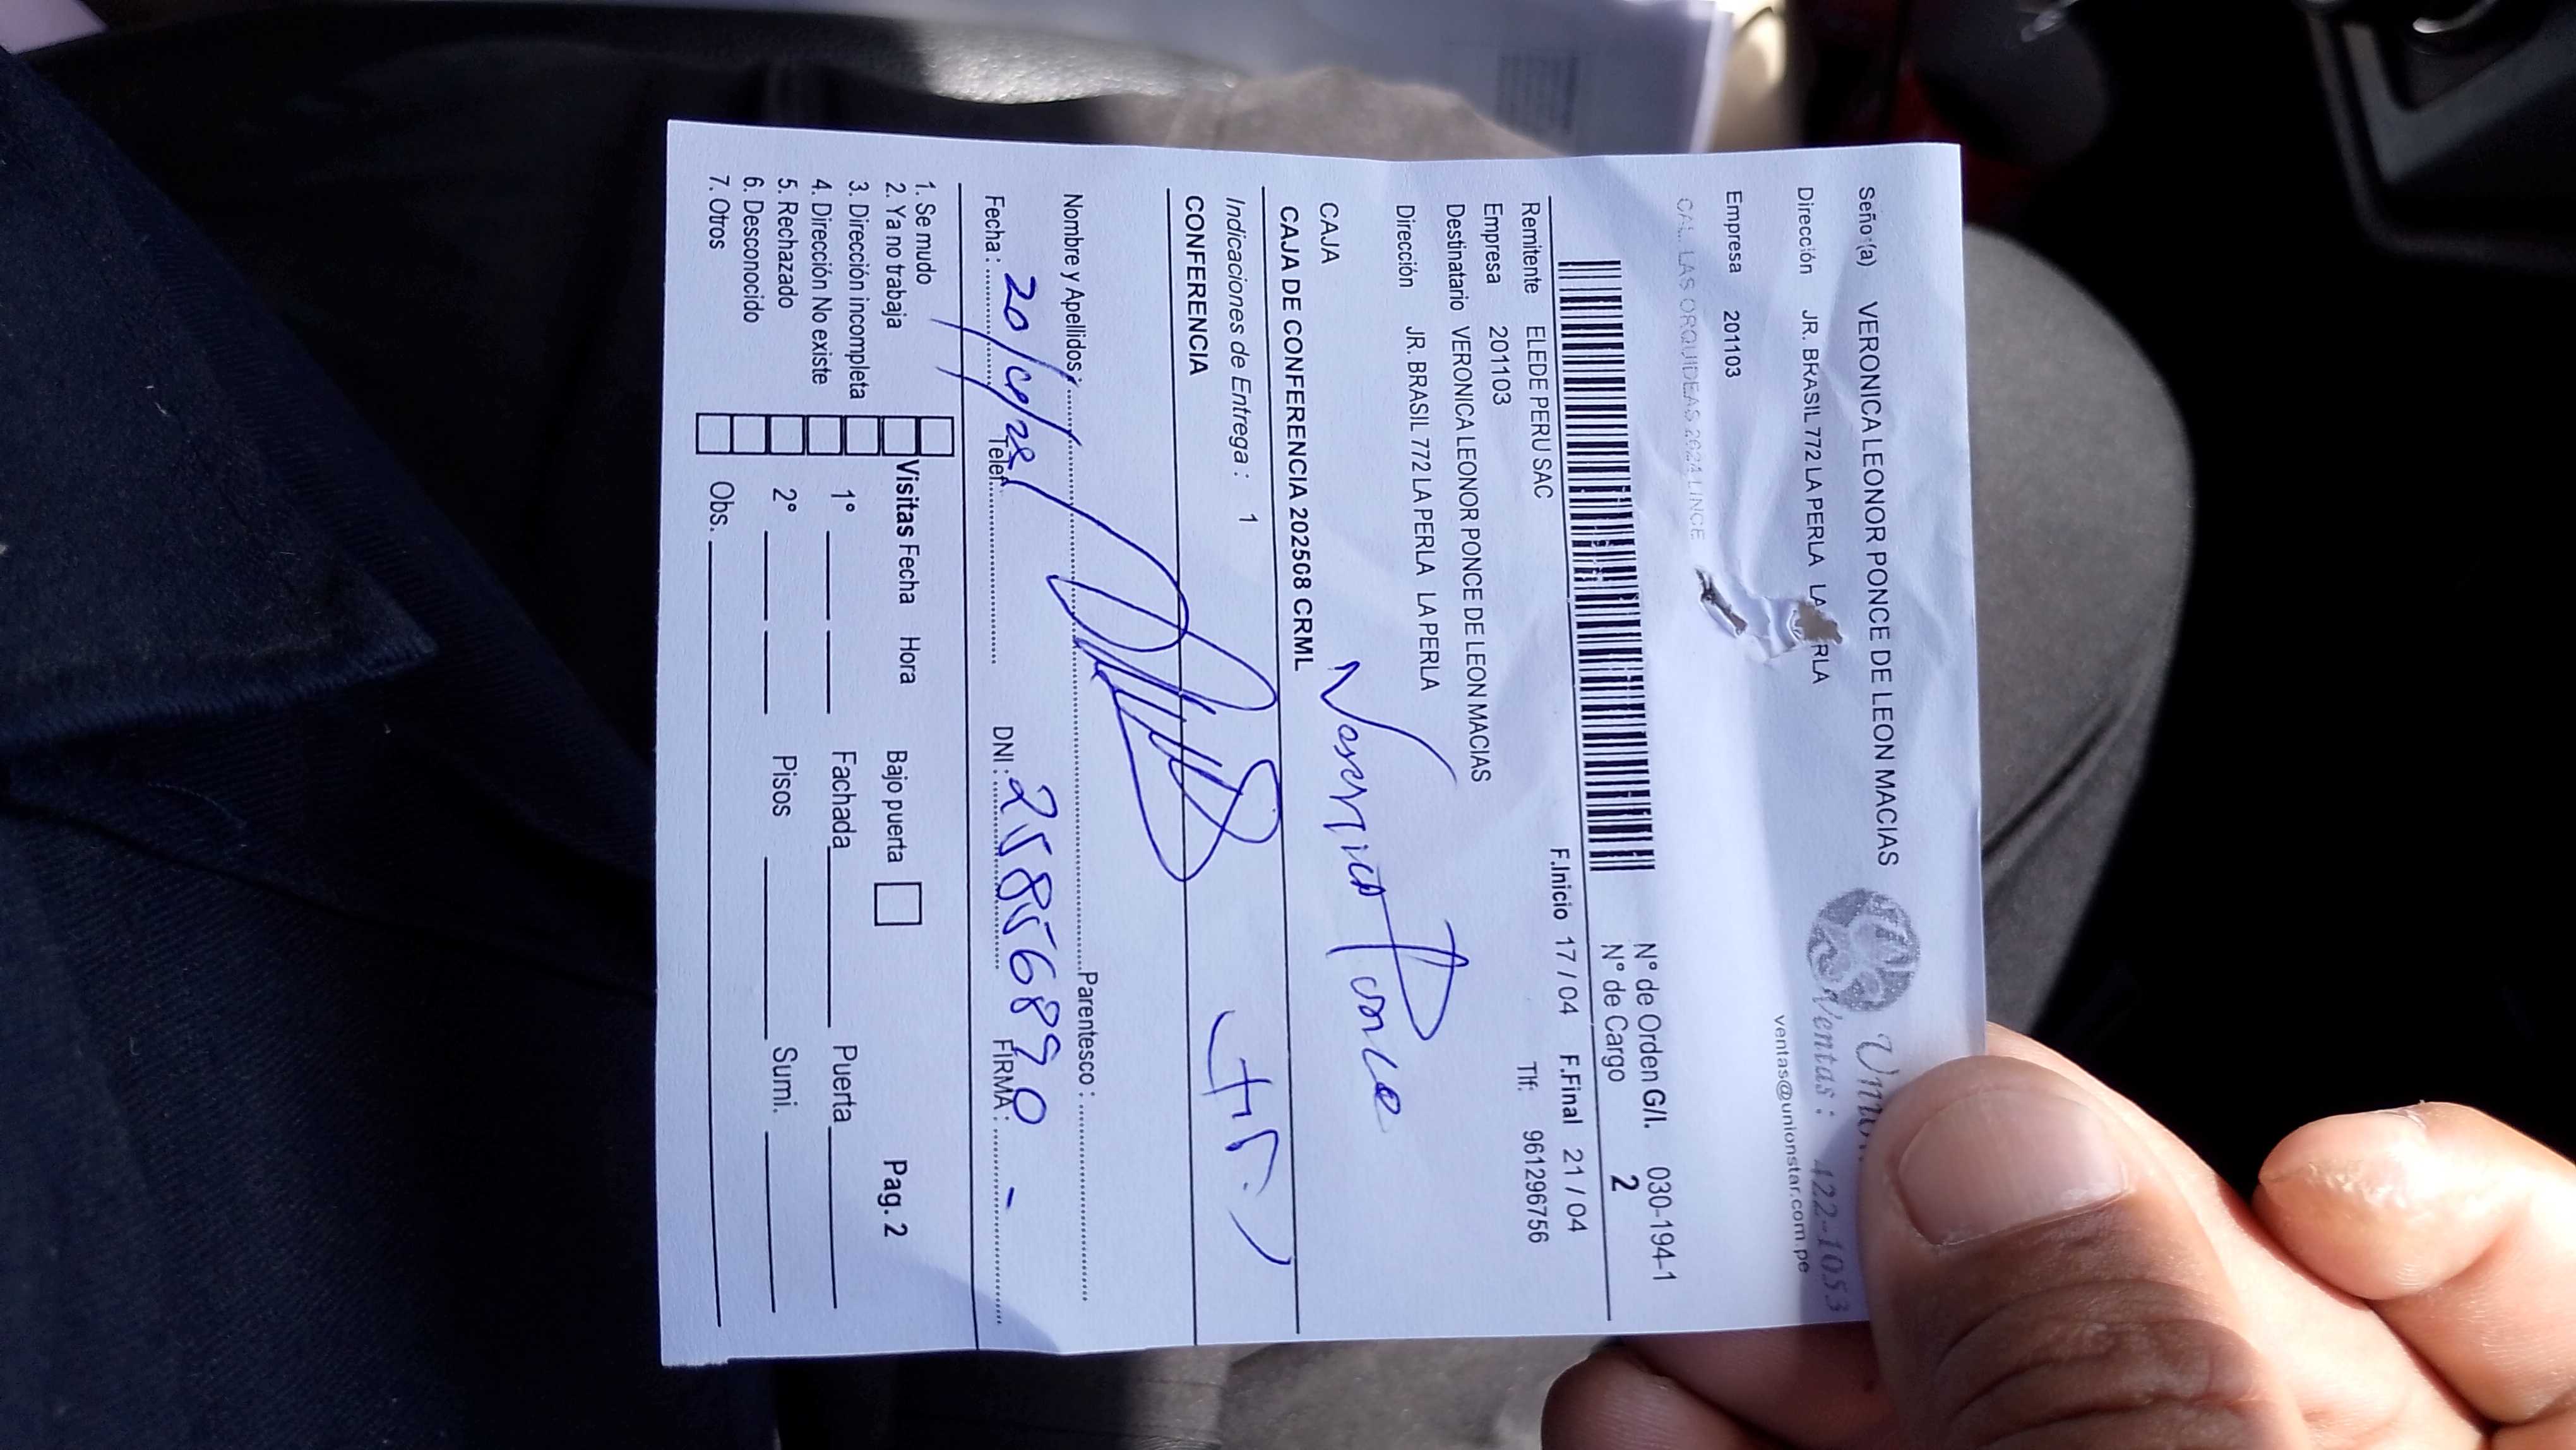 Seño(a) VERONICA LEONOR PONCE DE LEON MACIAS
Dirección JR. BRASIL 772 LA PERLA LA RLA
Ventas: 422-1053
ventas@unionstar.com.pe
Empresa 201103
CAL. LAS ORQUIDEAS 2624 LINCE
N° de Orden G/I. 030-194-1
N° de Cargo 2
F.Inicio 17 / 04 F.Final 21 / 04
Remitente ELEDE PERU SAC
Tlf: 961296756
Empresa 201103
Destinatario VERONICA LEONOR PONCE DE LEON MACIAS
Dirección JR. BRASIL 772 LA PERLA LA PERLA
CAJA
Veronica Ponce
CAJA DE CONFERENCIA 202508 CRML
Indicaciones de Entrega : 1
CONFERENCIA
Nombre y Apellidos: Parentesco :
Fecha : 20/04/25 Telef. DNI : 25856890 FIRMA : -
1. Se mudo
2. Ya no trabaja
3. Dirección incompleta
4. Dirección No existe
5. Rechazado
6. Desconocido
7. Otros
Visitas Fecha Hora Bajo puerta Pag. 2
1° Fachada Puerta
2° Pisos Sumi.
Obs.